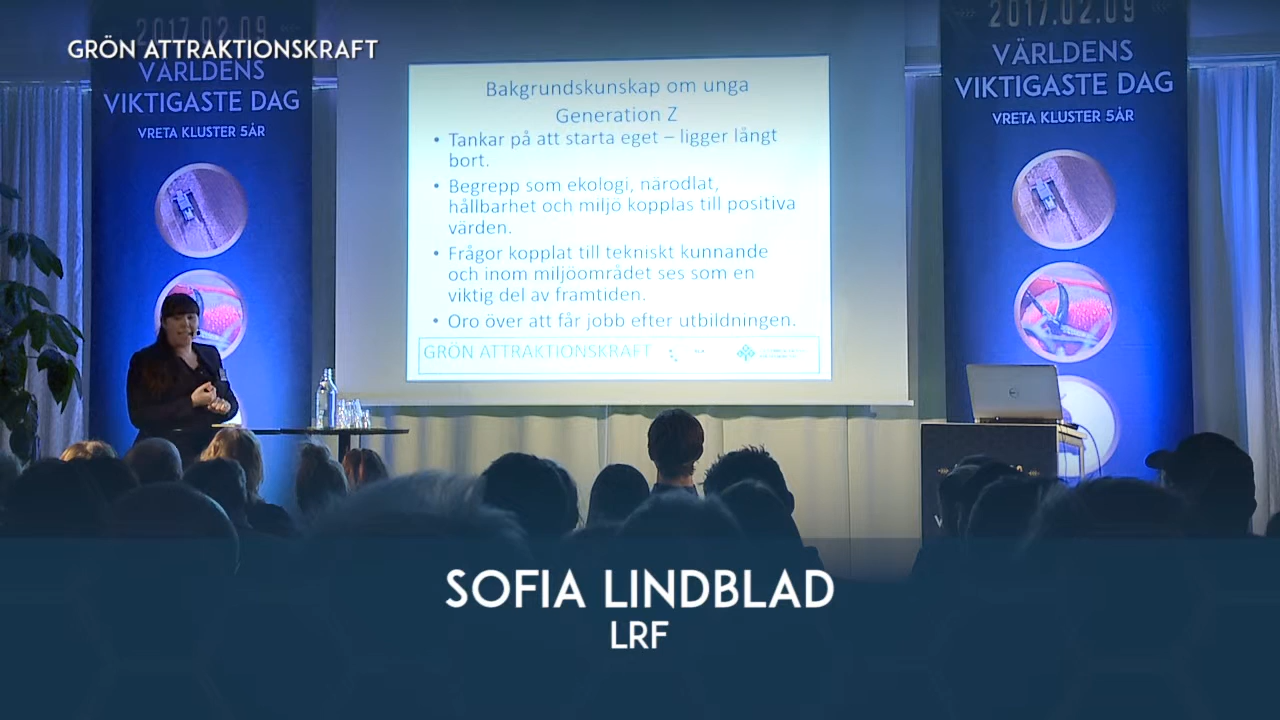 2017.02.09
GRÖN ATTRAKTIONSKRAFT
VÄRLDENS
VIKTIGASTE DAG
VRETA KLUSTER 5ÅR
Bakgrundskunskap om unga
Generation Z
• Tankar på att starta eget – ligger långt
bort.
• Begrepp som ekologi, närodlat,
hållbarhet och miljö kopplas till positiva
värden.
• Frågor kopplat till tekniskt kunnande
och inom miljöområdet ses som en
viktig del av framtiden.
• Oro över att får jobb efter utbildningen.
GRÖN ATTRAKTIONSKRAFT
2017.02.09
VÄRLDENS
VIKTIGASTE DAG
VRETA KLUSTER 5ÅR
DELL
SOFIA LINDBLAD
LRF